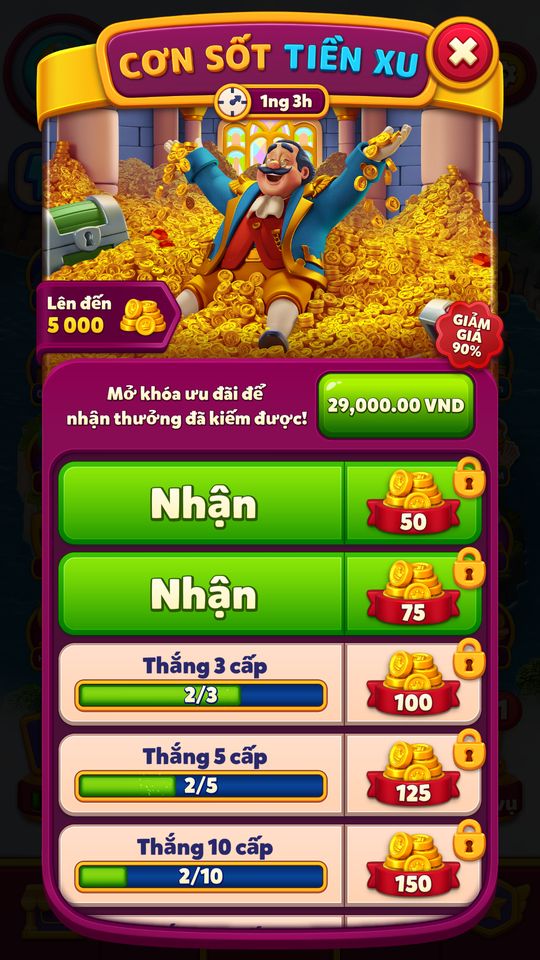 CƠN SỐT TIỀN XU
1ng 3h
Lên đến
5 000
GIẢM
GIÁ
90%
Mở khóa ưu đãi để
nhận thưởng đã kiếm được!
29,000.00 VND
Nhận
50
Nhận
75
Thắng 3 cấp
2/3
100
Thắng 5 cấp
2/5
125
Thắng 10 cấp
2/10
150